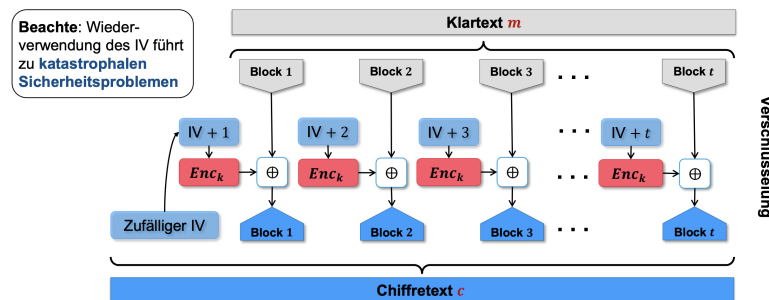 Beachte: Wieder-
verwendung des IV führt
zu katastrophalen
Sicherheitsproblemen
Klartext m
Block 1
Block 2
Block 3
. . .
Block t
IV + 1
IV + 2
IV + 3
. . .
IV + t
Enc_k
⊕
Enc_k
⊕
Enc_k
⊕
. . .
Enc_k
⊕
Zufälliger IV
Block 1
Block 2
Block 3
. . .
Block t
Chiffretext c
Verschlüsselung